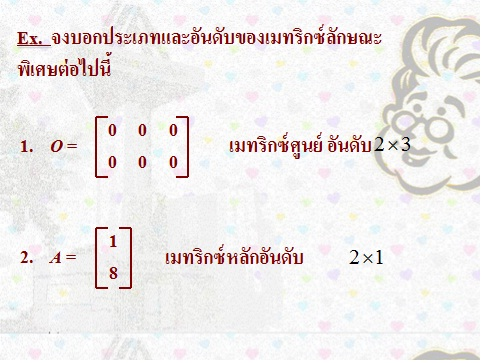 Ex. จงบอกประเภทและอันดับของเมทริกซ์ลักษณะ
พิเศษต่อไปนี้
1. O = [0 0 0 เมทริกซ์ศูนย์ อันดับ 2×3
0 0 0]
2. A = [1 เมทริกซ์หลักอันดับ 2×1
8]